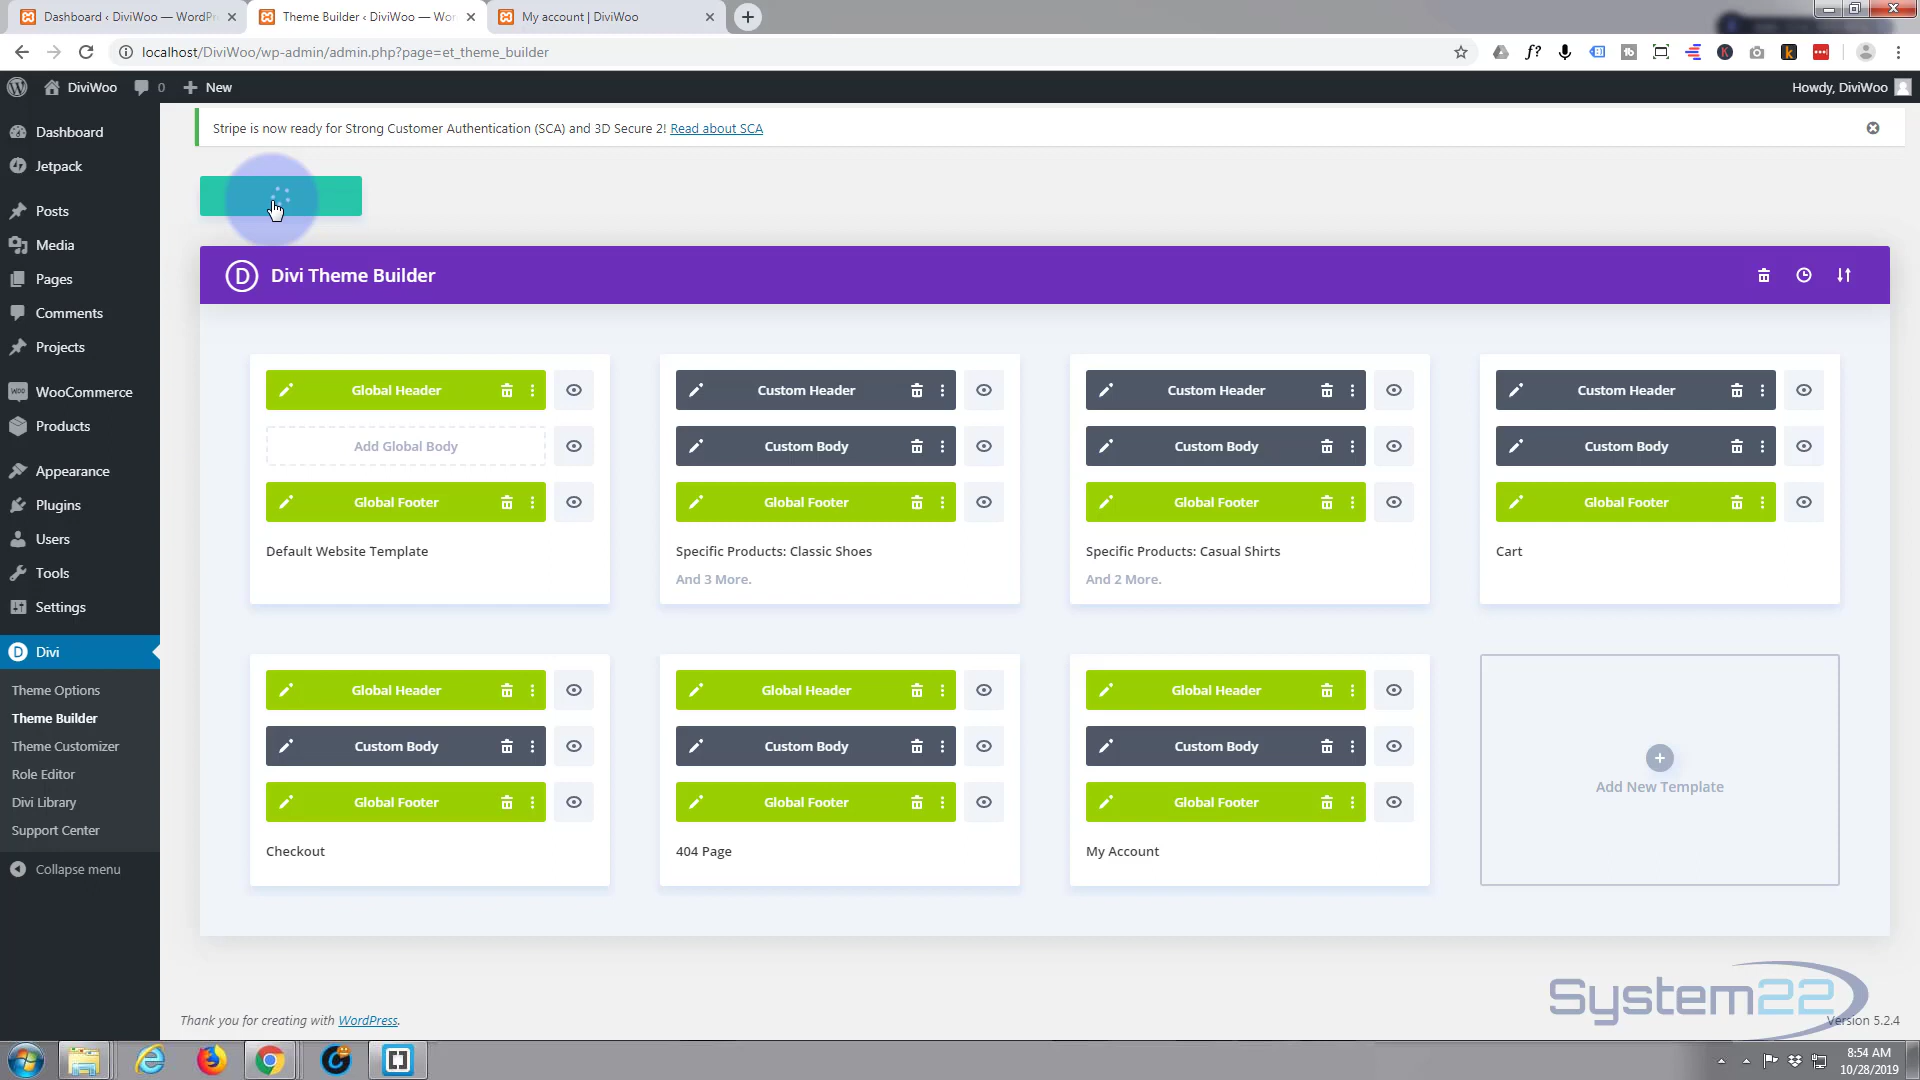 Dashboard ‹ DiviWoo — WordPr
Theme Builder ‹ DiviWoo — Wor
My account | DiviWoo
localhost/DiviWoo/wp-admin/admin.php?page=et_theme_builder
DiviWoo
0
New
Howdy, DiviWoo
Stripe is now ready for Strong Customer Authentication (SCA) and 3D Secure 2! Read about SCA
Dashboard
Jetpack
Posts
Media
Pages
Comments
Projects
WooCommerce
Products
Appearance
Plugins
Users
Tools
Settings
Divi
Theme Options
Theme Builder
Theme Customizer
Role Editor
Divi Library
Support Center
Collapse menu
Divi Theme Builder
Global Header
Add Global Body
Global Footer
Default Website Template
Custom Header
Custom Body
Global Footer
Specific Products: Classic Shoes
And 3 More.
Custom Header
Custom Body
Global Footer
Specific Products: Casual Shirts
And 2 More.
Custom Header
Custom Body
Global Footer
Cart
Global Header
Custom Body
Global Footer
Checkout
Global Header
Custom Body
Global Footer
404 Page
Global Header
Custom Body
Global Footer
My Account
Add New Template
Thank you for creating with WordPress.
System22
Version 5.2.4
8:54 AM
10/28/2019